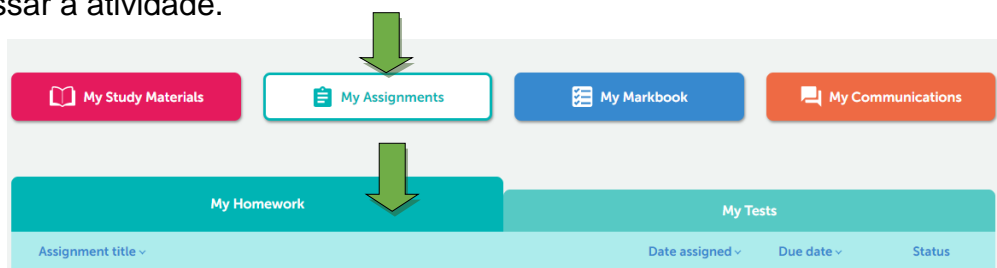 ssar a atividade.
My Study Materials My Assignments My Markbook My Communications
My Homework My Tests
Assignment title Date assigned Due date Status